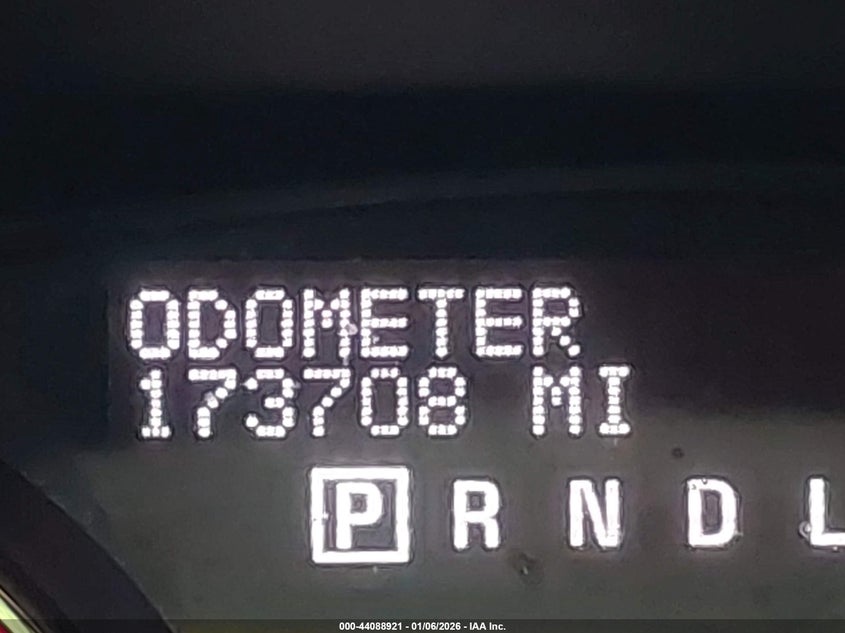 ODOMETER
173708 MI
P R N D L
000-44088921 - 01/06/2026 - IAA Inc.